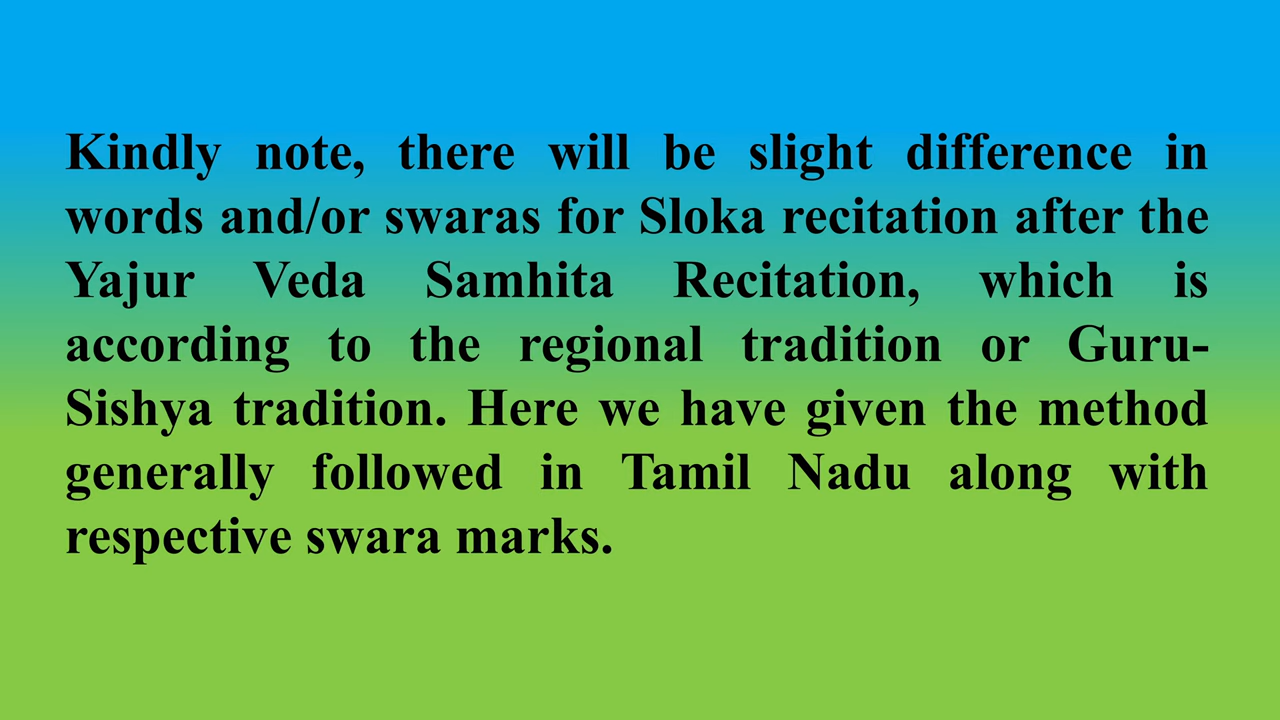 Kindly note, there will be slight difference in
words and/or swaras for Sloka recitation after the
Yajur Veda Samhita Recitation, which is
according to the regional tradition or Guru-
Sishya tradition. Here we have given the method
generally followed in Tamil Nadu along with
respective swara marks.